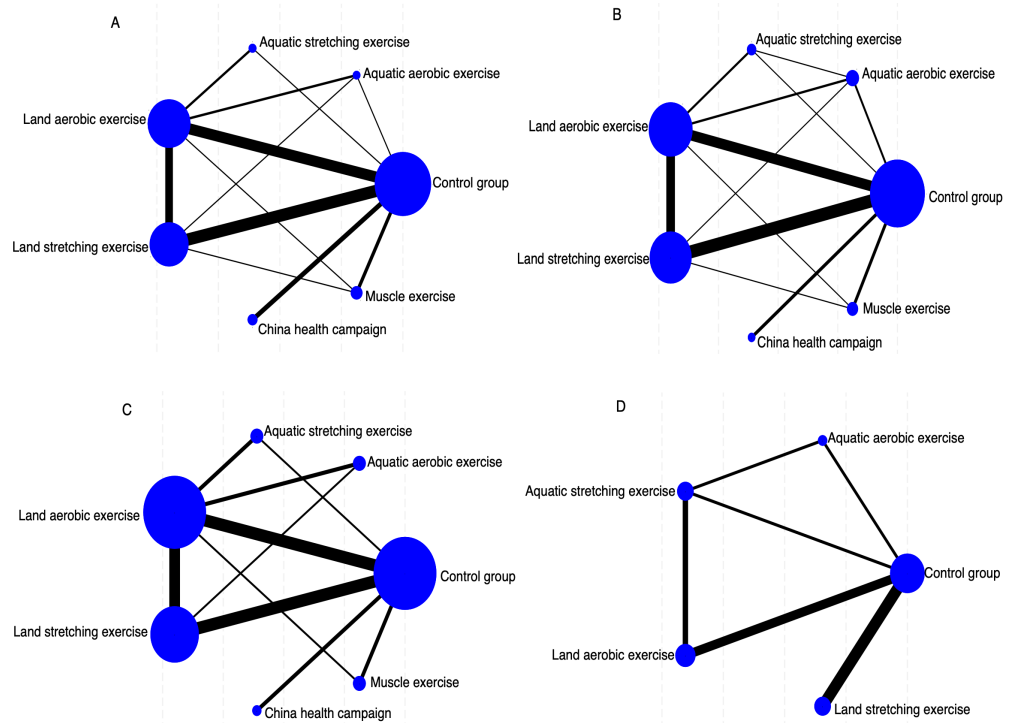 A
Aquatic stretching exercise
Aquatic aerobic exercise
Land aerobic exercise
Control group
Land stretching exercise
Muscle exercise
China health campaign
B
Aquatic stretching exercise
Aquatic aerobic exercise
Land aerobic exercise
Control group
Land stretching exercise
Muscle exercise
China health campaign
C
Aquatic stretching exercise
Aquatic aerobic exercise
Land aerobic exercise
Control group
Land stretching exercise
Muscle exercise
China health campaign
D
Aquatic aerobic exercise
Aquatic stretching exercise
Control group
Land aerobic exercise
Land stretching exercise